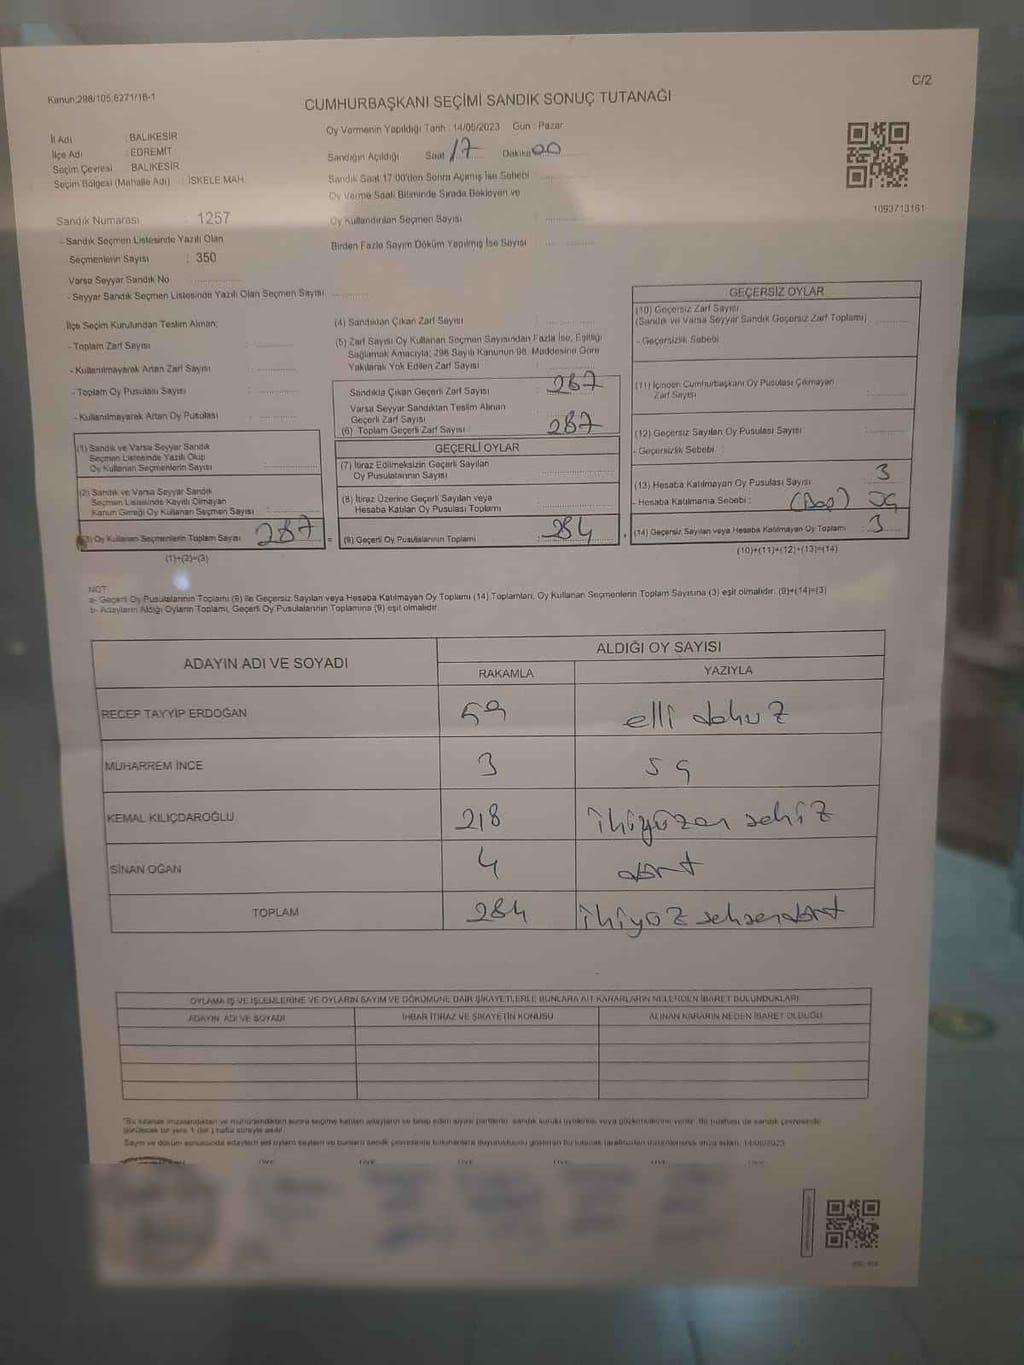 C/2
Kanun:298/105,6271/16-1
CUMHURBAŞKANI SEÇİMİ SANDIK SONUÇ TUTANAĞI
İl Adı : BALIKESİR
İlçe Adı : EDREMİT
Seçim Çevresi BALIKESİR
Seçim Bölgesi (Mahalle Adı) : İSKELE MAH.
Oy Vermenin Yapıldığı Tarih : 14/05/2023 Gün : Pazar
Sandığın Açıldığı Saat 17 Dakika 00
Sandık Saat 17:00'den Sonra Açılmış İse Sebebi
Oy Verme Saati Bitiminde Sırada Bekleyen ve
Oy Kullandırılan Seçmen Sayısı
Birden Fazla Sayım Döküm Yapılmış İse Sayısı
1093713161
Sandık Numarası : 1257
- Sandık Seçmen Listesinde Yazılı Olan
Seçmenlerin Sayısı : 350
Varsa Seyyar Sandık No
- Seyyar Sandık Seçmen Listesinde Yazılı Olan Seçmen Sayısı
İlçe Seçim Kurulundan Teslim Alınan;
- Toplam Zarf Sayısı
- Kullanılmayarak Artan Zarf Sayısı
- Toplam Oy Pusulası Sayısı
- Kullanılmayarak Artan Oy Pusulası
(1) Sandık ve Varsa Seyyar Sandık
Seçmen Listesinde Yazılı Olup
Oy Kullanan Seçmenlerin Sayısı
(2) Sandık ve Varsa Seyyar Sandık
Seçmen Listesinde Kayıtlı Olmayan
Kanun Gereği Oy Kullanan Seçmen Sayısı
(3) Oy Kullanan Seçmenlerin Toplam Sayısı 287
(1)+(2)=(3)
(4) Sandıktan Çıkan Zarf Sayısı
(5) Zarf Sayısı Oy Kullanan Seçmen Sayısından Fazla İse, Eşitliği
Sağlamak Amacıyla; 298 Sayılı Kanunun 98. Maddesine Göre
Yakılarak Yok Edilen Zarf Sayısı
Sandıkta Çıkan Geçerli Zarf Sayısı 287
Varsa Seyyar Sandıktan Teslim Alınan
Geçerli Zarf Sayısı
(6) Toplam Geçerli Zarf Sayısı : 287
GEÇERLİ OYLAR
(7) İtiraz Edilmeksizin Geçerli Sayılan
Oy Pusulalarının Sayısı
(8) İtiraz Üzerine Geçerli Sayılan veya
Hesaba Katılan Oy Pusulası Toplamı
(9) Geçerli Oy Pusulalarının Toplamı 284
GEÇERSİZ OYLAR
(10) Geçersiz Zarf Sayısı
(Sandık ve Varsa Seyyar Sandık Geçersiz Zarf Toplamı)
- Geçersizlik Sebebi
(11) İçinden Cumhurbaşkanı Oy Pusulası Çıkmayan
Zarf Sayısı
(12) Geçersiz Sayılan Oy Pusulası Sayısı
- Geçersizlik Sebebi
(13) Hesaba Katılmayan Oy Pusulası Sayısı 3
- Hesaba Katılmama Sebebi :
(14) Geçersiz Sayılan veya Hesaba Katılmayan Oy Toplamı : 3
(10)+(11)+(12)+(13)=(14)
NOT:
a- Geçerli Oy Pusulalarının Toplamı (9) ile Geçersiz Sayılan veya Hesaba Katılmayan Oy Toplamı (14) Toplamları, Oy Kullanan Seçmenlerin Toplam Sayısına (3) eşit olmalıdır. (9)+(14)=(3)
b- Adayların Aldığı Oyların Toplamı, Geçerli Oy Pusulalarının Toplamına (9) eşit olmalıdır.
ADAYIN ADI VE SOYADI
ALDIĞI OY SAYISI
RAKAMLA YAZIYLA
RECEP TAYYİP ERDOĞAN 59 elli dokuz
MUHARREM İNCE 3
KEMAL KILIÇDAROĞLU 218 ikiyüzon sekiz
SİNAN OĞAN 4 dört
TOPLAM 284 ikiyüz seksendört
OYLAMA İŞ VE İŞLEMLERİNE VE OYLARIN SAYIM VE DÖKÜMÜNE DAİR ŞİKAYETLERLE BUNLARA AİT KARARLARIN NELERDEN İBARET BULUNDUKLARI
ADAYIN ADI VE SOYADI İHBAR İTİRAZ VE ŞİKAYETİN KONUSU ALINAN KARARIN NEDEN İBARET OLDUĞU